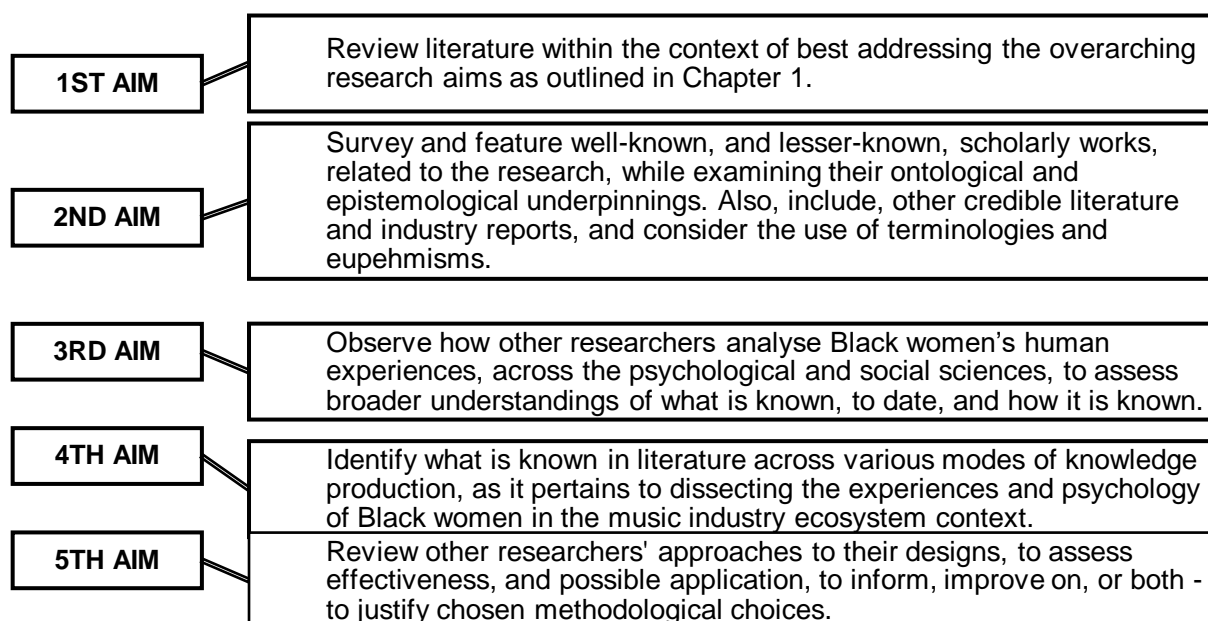 1ST AIM
Review literature within the context of best addressing the overarching
research aims as outlined in Chapter 1.
2ND AIM
Survey and feature well-known, and lesser-known, scholarly works,
related to the research, while examining their ontological and
epistemological underpinnings. Also, include, other credible literature
and industry reports, and consider the use of terminologies and
eupehmisms.
3RD AIM
Observe how other researchers analyse Black women’s human
experiences, across the psychological and social sciences, to assess
broader understandings of what is known, to date, and how it is known.
4TH AIM
Identify what is known in literature across various modes of knowledge
production, as it pertains to dissecting the experiences and psychology
of Black women in the music industry ecosystem context.
5TH AIM
Review other researchers' approaches to their designs, to assess
effectiveness, and possible application, to inform, improve on, or both -
to justify chosen methodological choices.